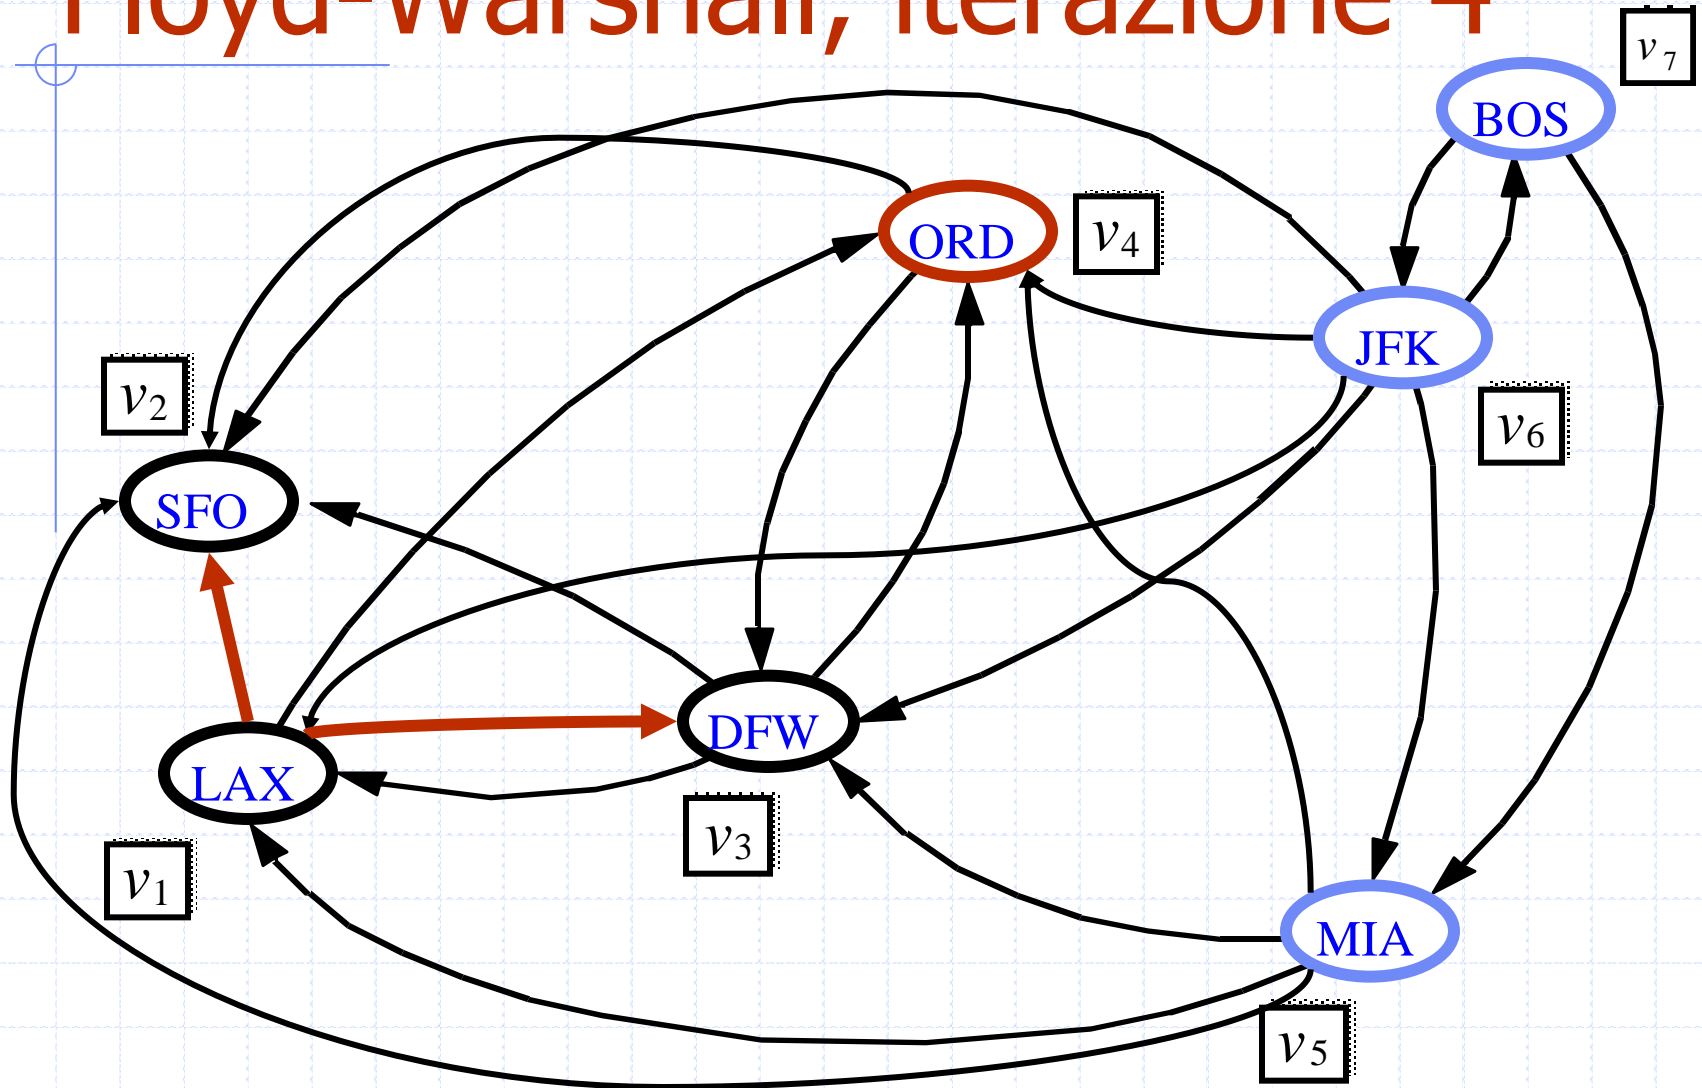 Floyd-Warshall, iterazione 4
v7
BOS
ORD
v4
JFK
v2
v6
SFO
DFW
LAX
v3
v1
MIA
v5